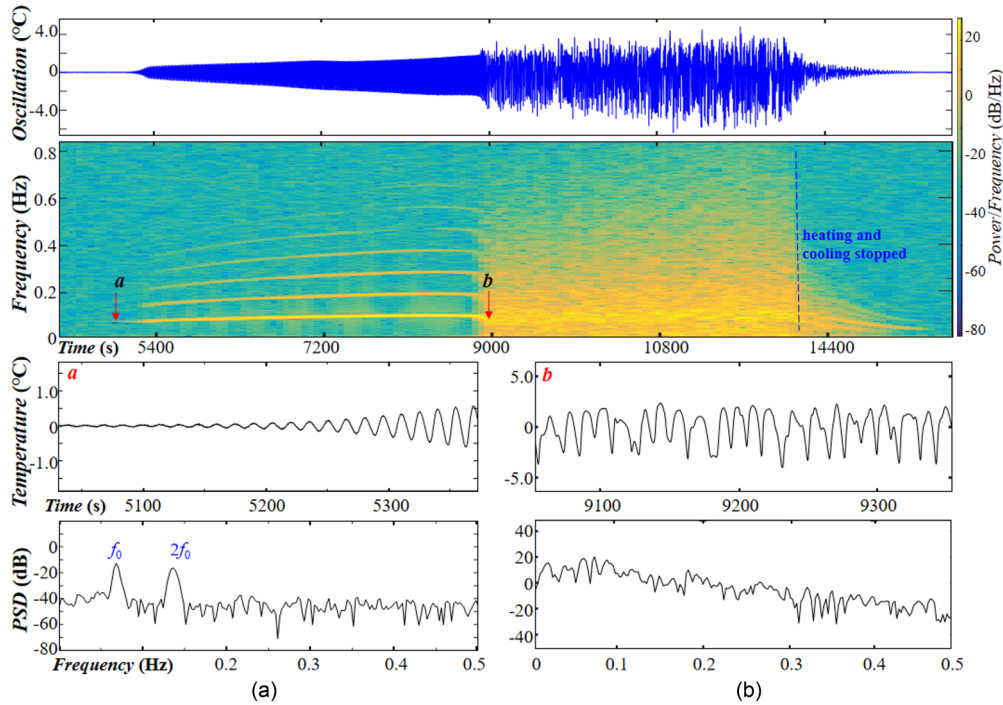 Oscillation (°C)
4.0
0
-4.0
Frequency (Hz)
0.8
0.6
0.4
0.2
0
a
b
heating and
cooling stopped
Time (s)
5400
7200
9000
10800
14400
20
0
-20
-40
-60
-80
Power/Frequency (dB/Hz)
Temperature (°C)
a
1.0
0
-1.0
Time (s)
5100
5200
5300
b
5.0
0
-5.0
9100
9200
9300
PSD (dB)
0
-20
-40
-60
-80
f0
2f0
Frequency (Hz)
0.2
0.3
0.4
0.5
40
20
0
-20
-40
0
0.1
0.2
0.3
0.4
0.5
(a)
(b)